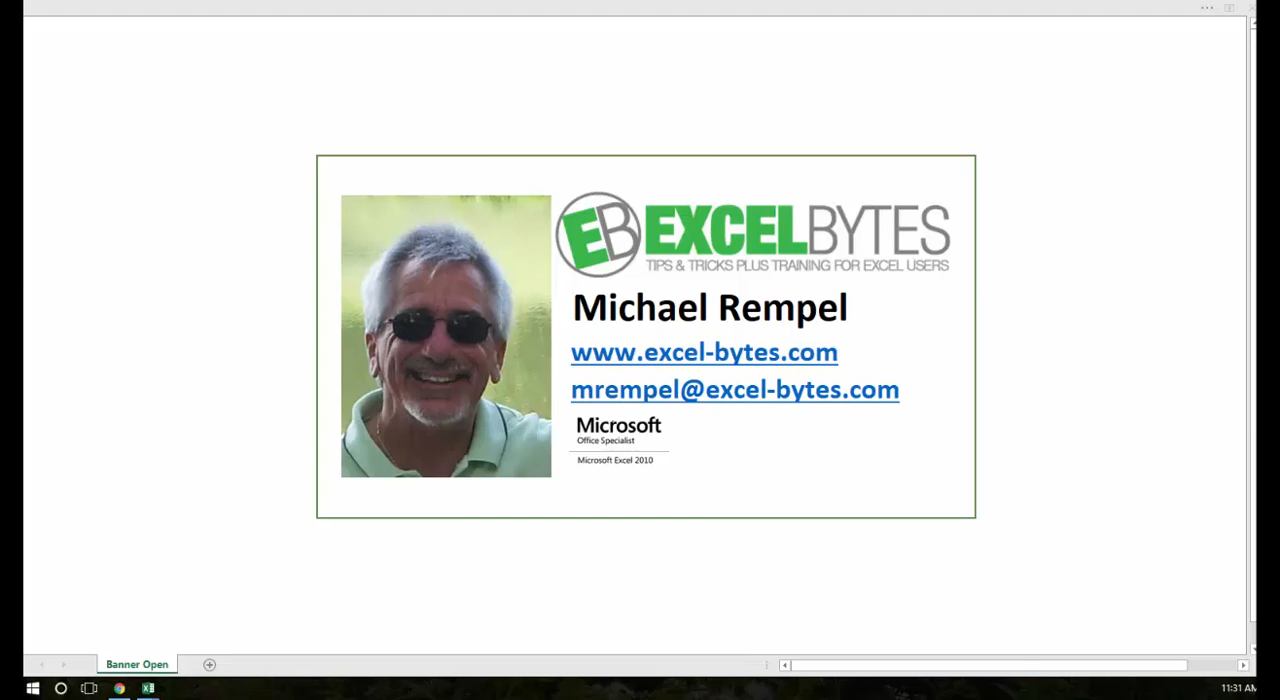 EB EXCELBYTES
TIPS & TRICKS PLUS TRAINING FOR EXCEL USERS
Michael Rempel
www.excel-bytes.com
mrempel@excel-bytes.com
Microsoft
Office Specialist
Microsoft Excel 2010
Banner Open
11:31 AM